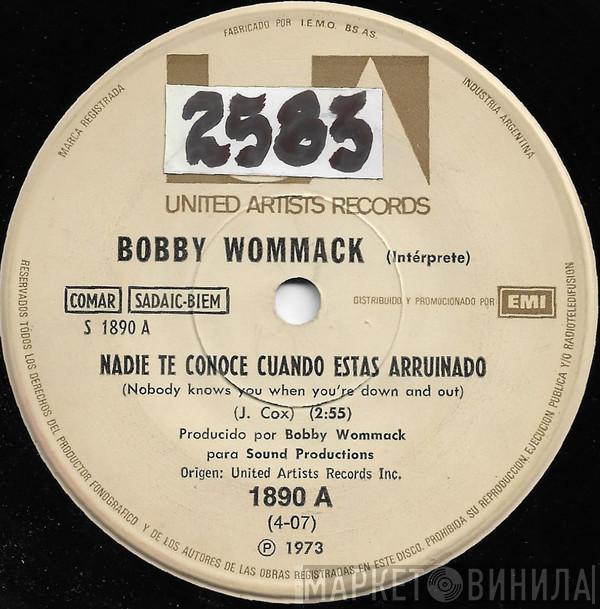 FABRICADO POR I.E.M.O. BS AS.
MARCA REGISTRADA
INDUSTRIA ARGENTINA
2583
UNITED ARTISTS RECORDS
BOBBY WOMMACK (Intérprete)
COMAR SADAIC-BIEM
S 1890 A
DISTRIBUIDO Y PROMOCIONADO POR EMI
NADIE TE CONOCE CUANDO ESTAS ARRUINADO
(Nobody knows you when you're down and out)
(J. Cox) (2:55)
Producido por Bobby Wommack
para Sound Productions
Origen: United Artists Records Inc.
1890 A
(4-07)
Ⓟ 1973
RESERVADOS TODOS LOS DERECHOS DEL PRODUCTOR FONOGRAFICO Y DE LOS AUTORES DE LAS OBRAS REGISTRADAS EN ESTE DISCO. PROHIBIDA SU REPRODUCCION, EJECUCION PUBLICA Y/O RADIOTELEDIFUSION
МАРКЕТ ВИНИЛА